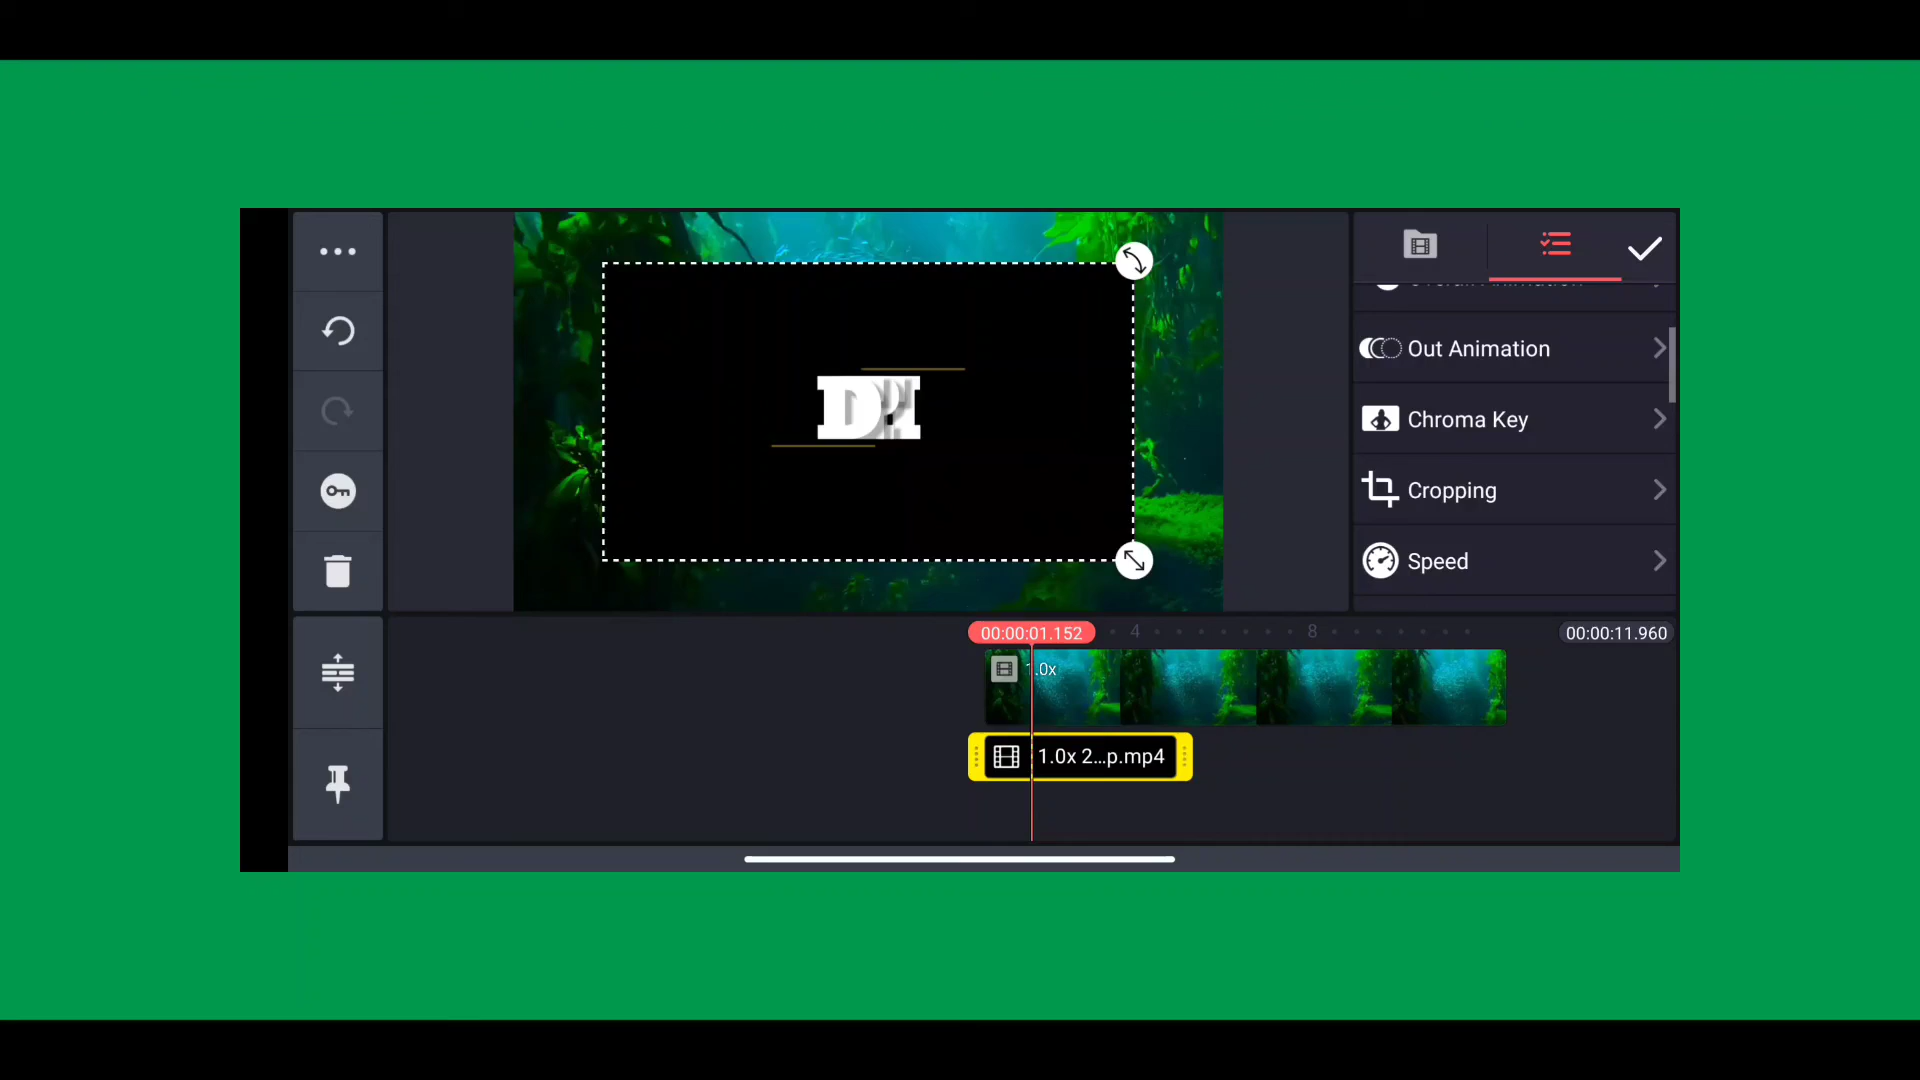 Out Animation
Chroma Key
Cropping
Speed
00:00:01.152
4
8
00:00:11.960
1.0x
1.0x 2...p.mp4